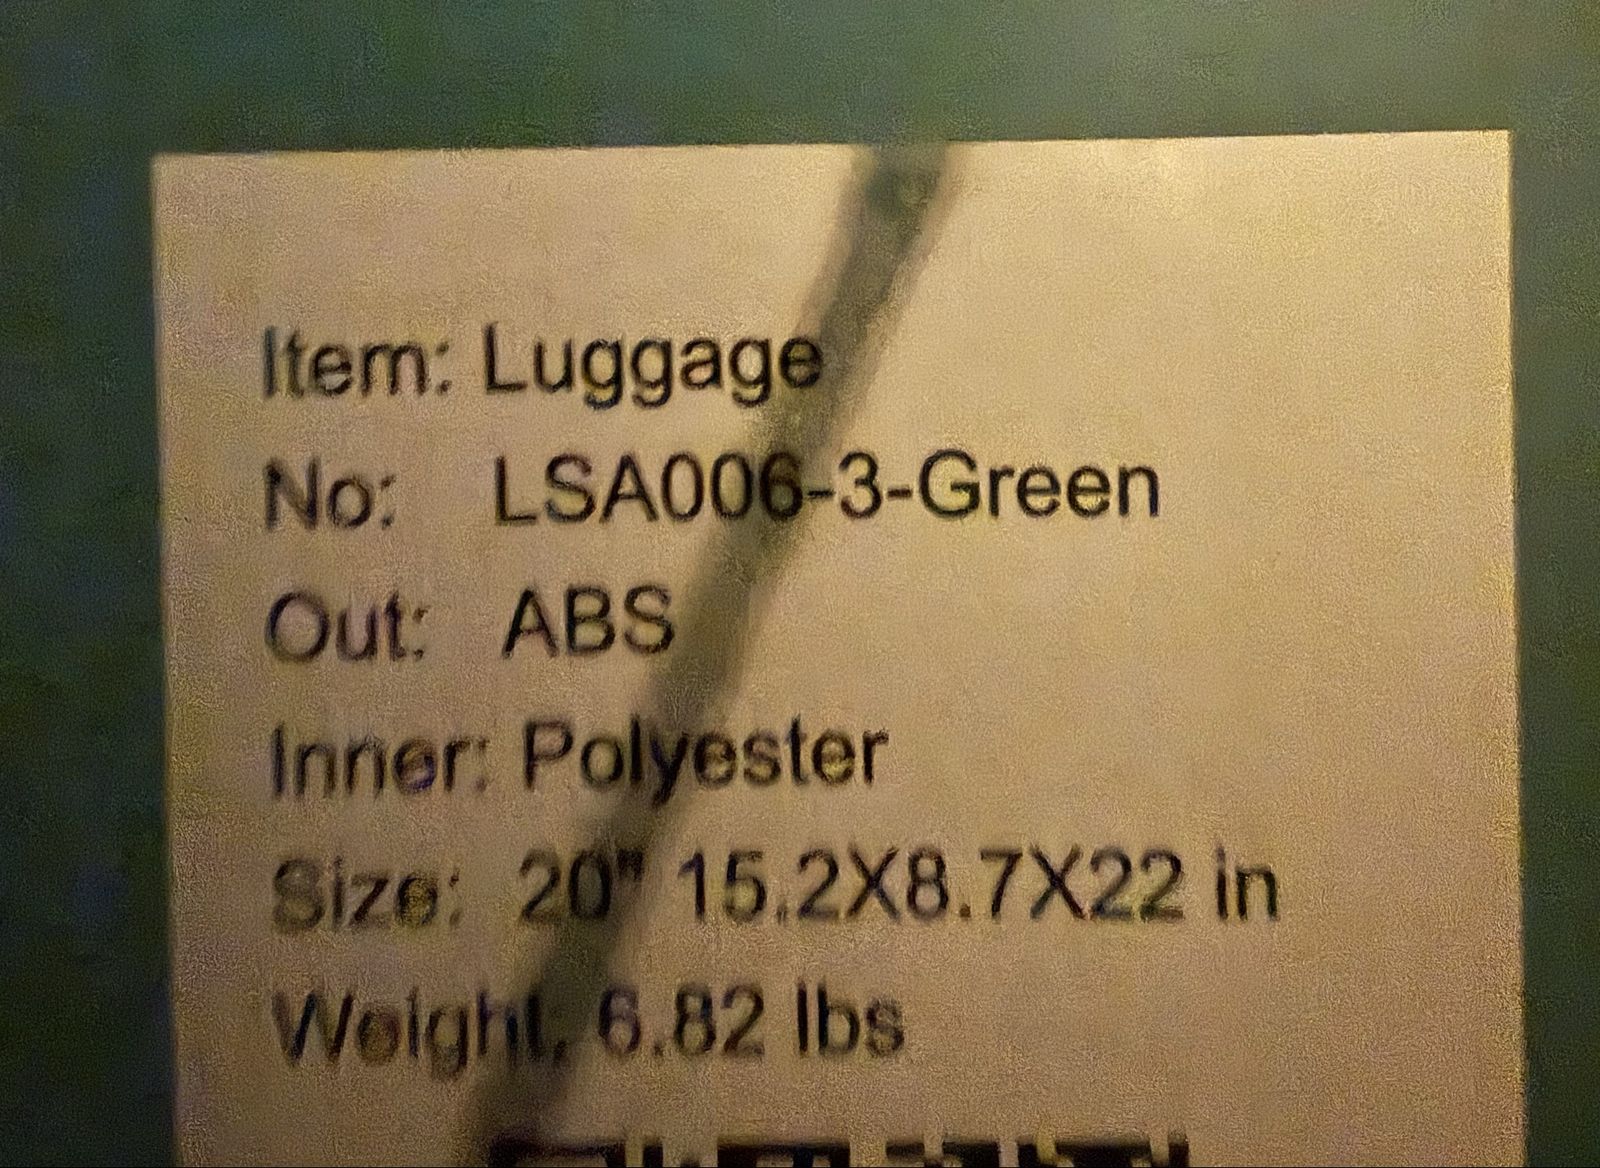 Item: Luggage
No: LSA006-3-Green
Out: ABS
Inner: Polyester
Size: 20" 15.2X8.7X22 in
Weight: 6.82 lbs